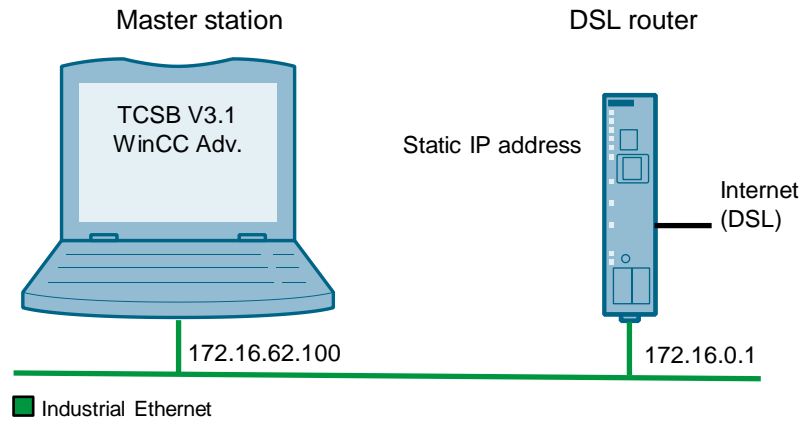 Master station
DSL router
TCSB V3.1
WinCC Adv.
Static IP address
Internet
(DSL)
172.16.62.100
172.16.0.1
Industrial Ethernet